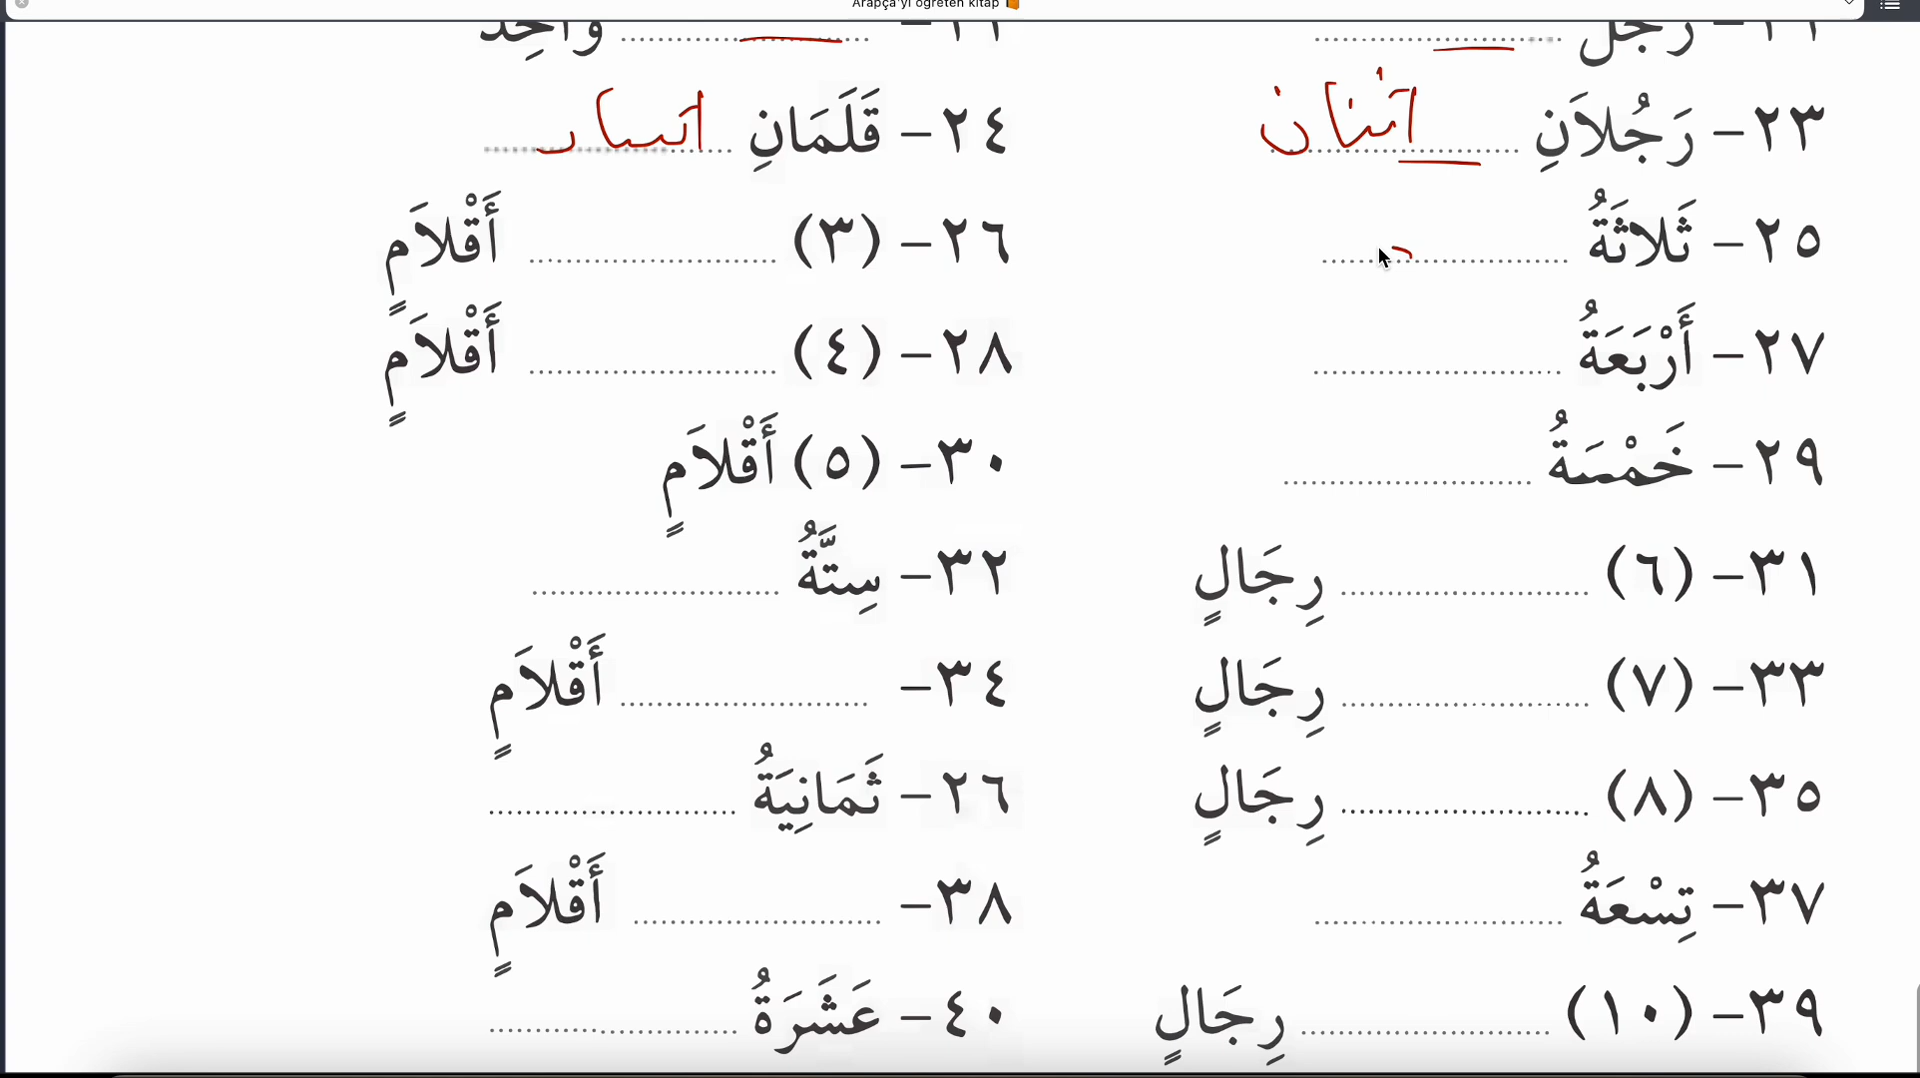 Arapça'yı öğreten kitap
رَجُلٌ ........................
........................ وَاحِدٌ
٢٣- رَجُلَانِ ........................ اثنان
٢٤- قَلَمَانِ ........................
٢٥- ثَلَاثَةُ ........................
٢٦- (٣) ........................ أَقْلَامٍ
٢٧- أَرْبَعَةُ ........................
٢٨- (٤) ........................ أَقْلَامٍ
٢٩- خَمْسَةُ ........................
٣٠- (٥) أَقْلَامٍ
٣١- (٦) ........................ رِجَالٍ
٣٢- سِتَّةُ ........................
٣٣- (٧) ........................ رِجَالٍ
٣٤- ........................ أَقْلَامٍ
٣٥- (٨) ........................ رِجَالٍ
٢٦- ثَمَانِيَةُ ........................
٣٧- تِسْعَةُ ........................
٣٨- ........................ أَقْلَامٍ
٣٩- (١٠) ........................ رِجَالٍ
٤٠- عَشَرَةُ ........................